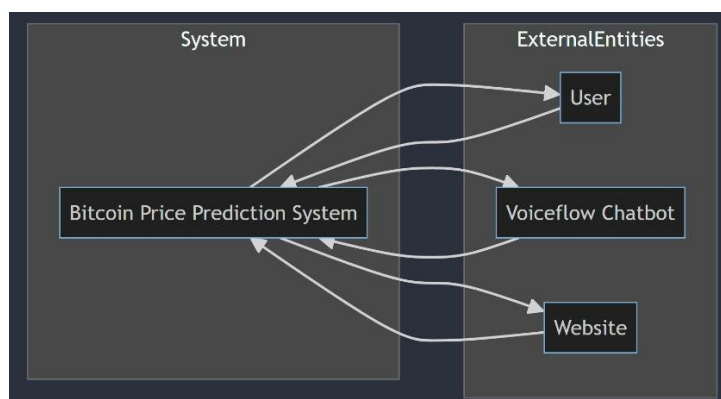 System
ExternalEntities
User
Bitcoin Price Prediction System
Voiceflow Chatbot
Website